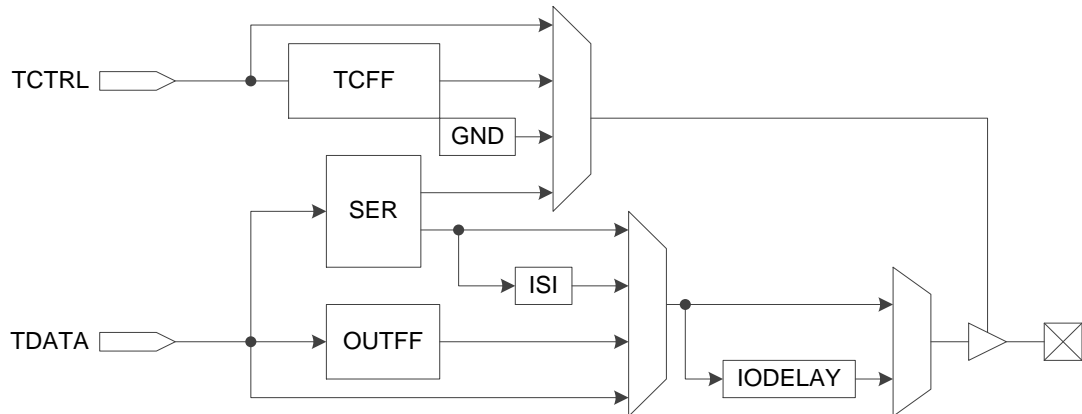 TCTRL
TCFF
GND
SER
ISI
TDATA
OUTFF
IODELAY